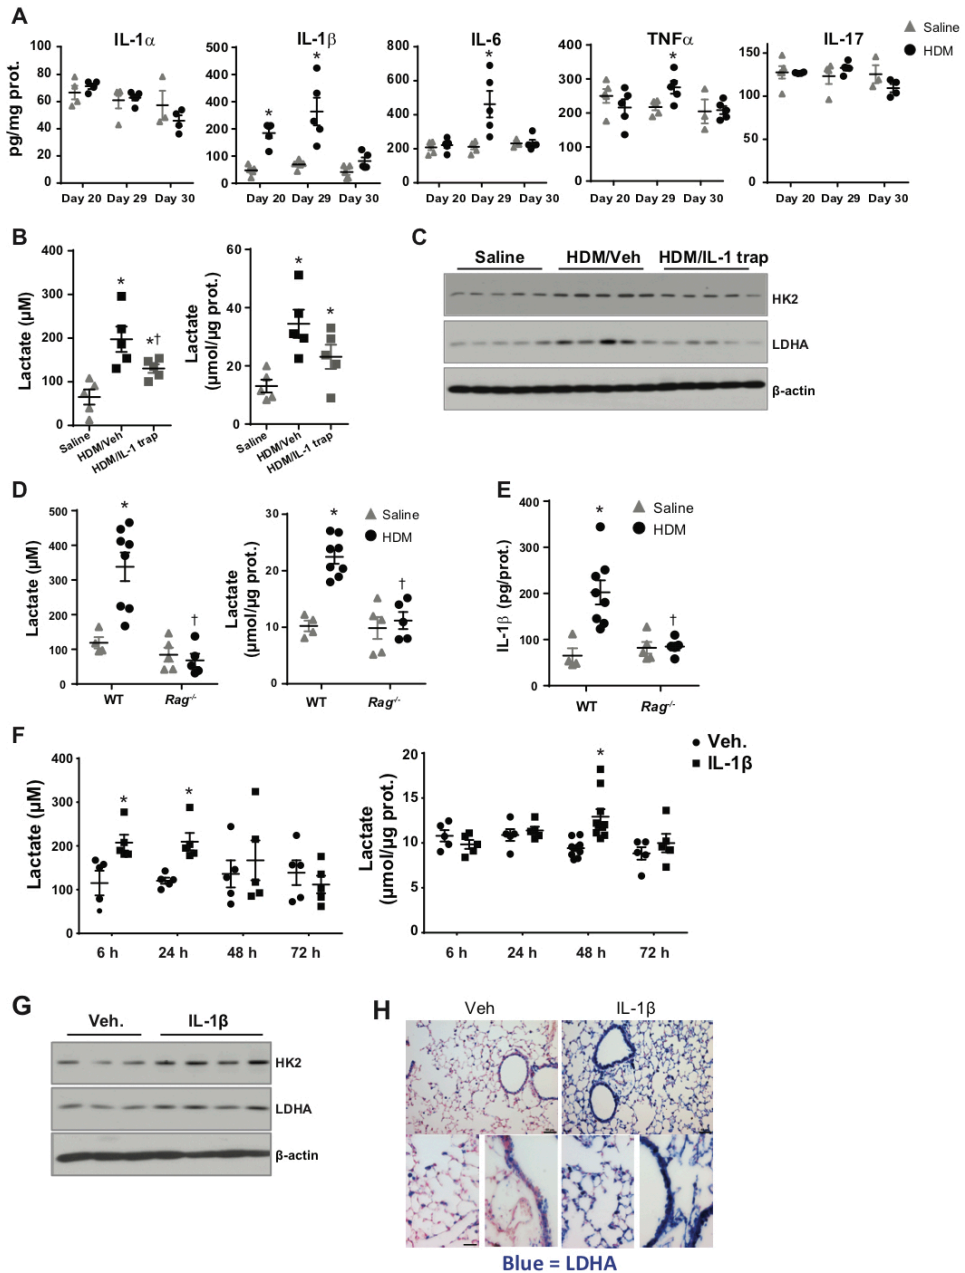 A
IL-1α
IL-1β
IL-6
TNFα
IL-17
Saline
HDM
pg/mg prot.
100
80
60
40
20
0
500
400
300
200
100
0
800
600
400
200
0
400
300
200
100
0
150
100
50
0
Day 20 Day 29 Day 30
Day 20 Day 29 Day 30
Day 20 Day 29 Day 30
Day 20 Day 29 Day 30
Day 20 Day 29 Day 30
* *
*
*
B
Lactate (µM)
400
300
200
100
0
*
*†
Saline
HDM/Veh
HDM/IL-1 trap
Lactate
(µmol/µg prot.)
60
40
20
0
*
*
Saline
HDM/Veh
HDM/IL-1 trap
C
Saline HDM/Veh HDM/IL-1 trap
HK2
LDHA
β-actin
D
Lactate (µM)
500
400
300
200
100
0
*
†
WT Rag-/-
Lactate
(µmol/µg prot.)
30
20
10
0
*
†
WT Rag-/-
Saline
HDM
E
IL-1β (pg/prot.)
400
300
200
100
0
*
†
WT Rag-/-
Saline
HDM
F
Lactate (µM)
400
300
200
100
0
* *
6 h 24 h 48 h 72 h
Lactate
(µmol/µg prot.)
20
15
10
5
0
*
6 h 24 h 48 h 72 h
Veh.
IL-1β
G
Veh. IL-1β
HK2
LDHA
β-actin
H
Veh IL-1β
Blue = LDHA